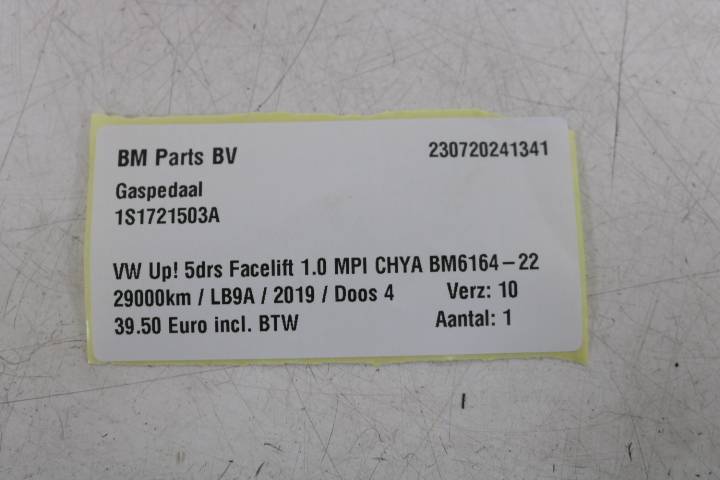 BM Parts BV 230720241341
Gaspedaal
1S1721503A
VW Up! 5drs Facelift 1.0 MPI CHYA BM6164-22
29000km / LB9A / 2019 / Doos 4 Verz: 10
39.50 Euro incl. BTW Aantal: 1